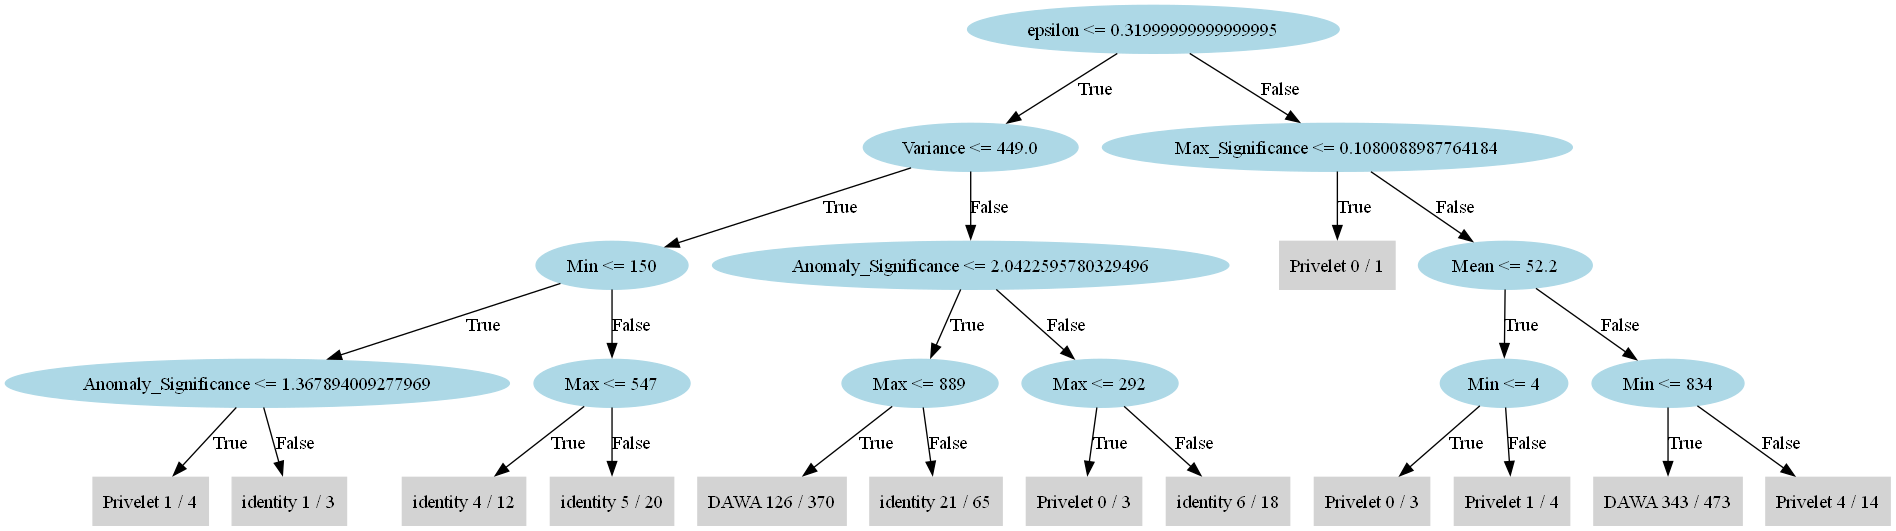 epsilon <= 0.31999999999999995
True
False
Variance <= 449.0
Max_Significance <= 0.1080088987764184
True
False
True
False
Min <= 150
Anomaly_Significance <= 2.0422595780329496
Privelet 0 / 1
Mean <= 52.2
True
False
True
False
True
False
Anomaly_Significance <= 1.367894009277969
Max <= 547
Max <= 889
Max <= 292
Min <= 4
Min <= 834
True
False
True
False
True
False
True
False
True
False
True
False
Privelet 1 / 4
identity 1 / 3
identity 4 / 12
identity 5 / 20
DAWA 126 / 370
identity 21 / 65
Privelet 0 / 3
identity 6 / 18
Privelet 0 / 3
Privelet 1 / 4
DAWA 343 / 473
Privelet 4 / 14